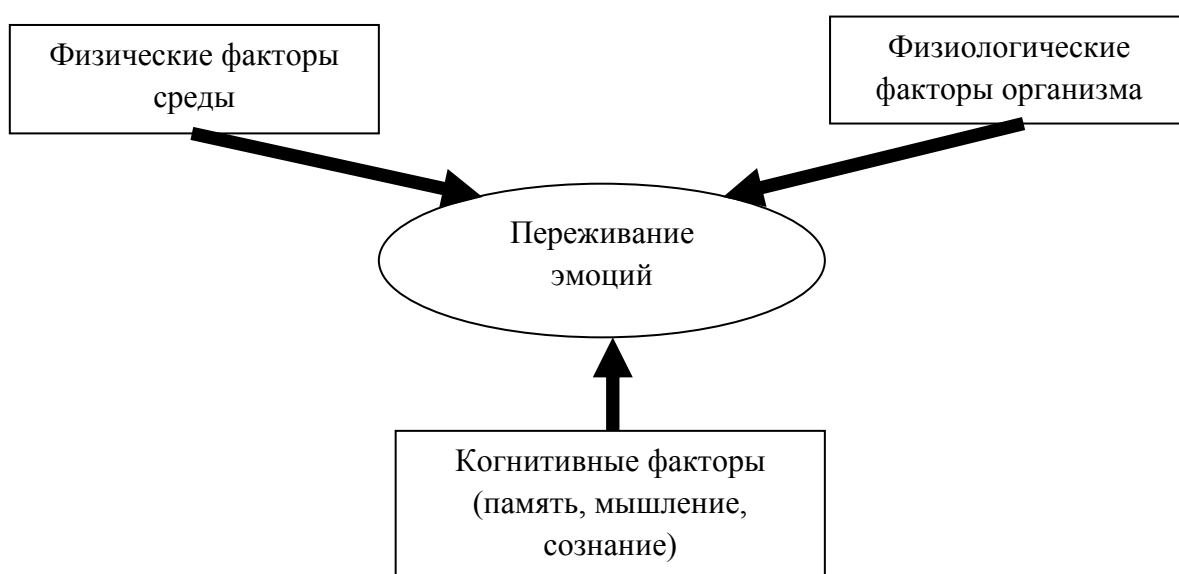 Физические факторы
среды
Физиологические
факторы организма
Переживание
эмоций
Когнитивные факторы
(память, мышление,
сознание)